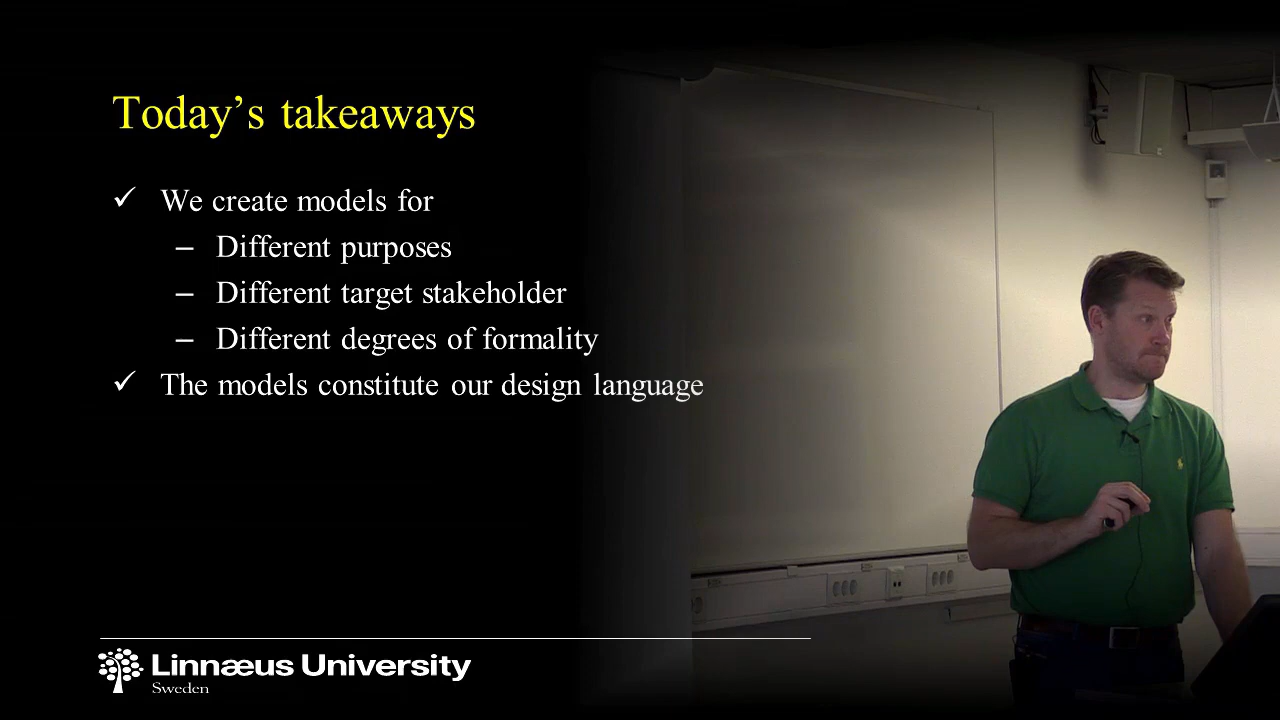 Today's takeaways
✓ We create models for
– Different purposes
– Different target stakeholder
– Different degrees of formality
✓ The models constitute our design language
Linnæus University
Sweden